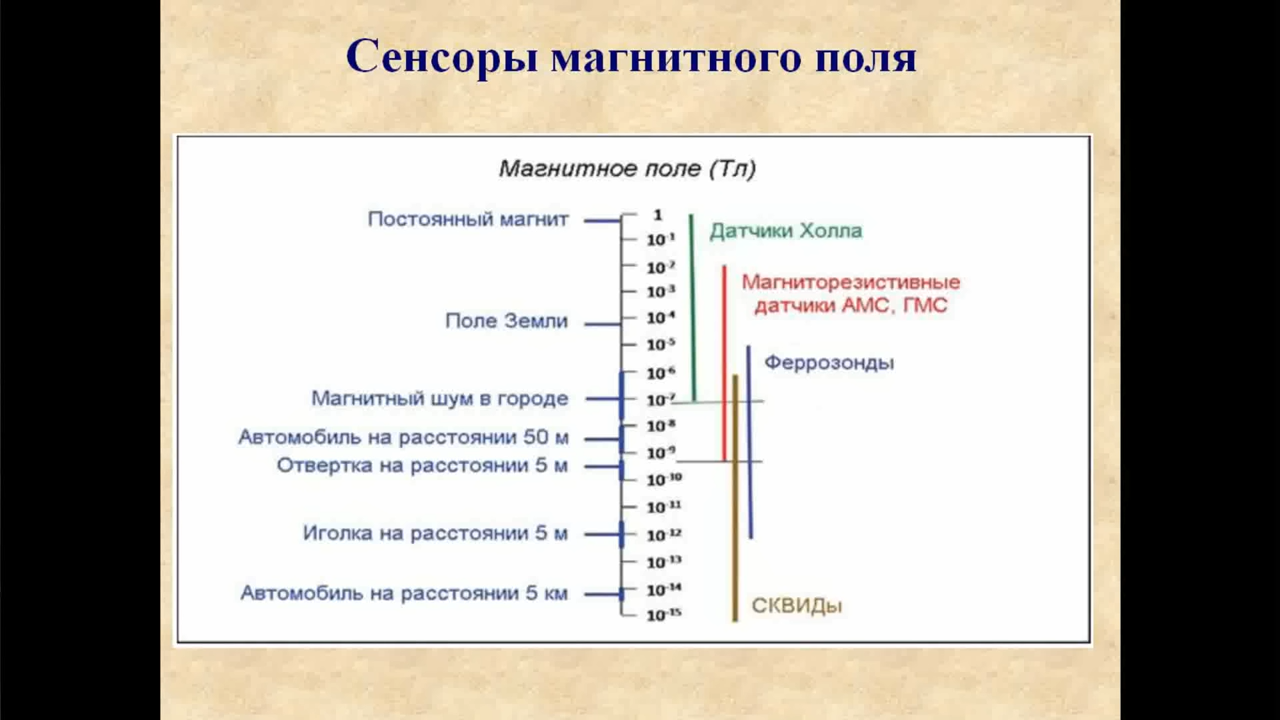 Сенсоры магнитного поля
Магнитное поле (Тл)
Постоянный магнит
Поле Земли
Магнитный шум в городе
Автомобиль на расстоянии 50 м
Отвертка на расстоянии 5 м
Иголка на расстоянии 5 м
Автомобиль на расстоянии 5 км
1
10⁻¹
10⁻²
10⁻³
10⁻⁴
10⁻⁵
10⁻⁶
10⁻⁷
10⁻⁸
10⁻⁹
10⁻¹⁰
10⁻¹¹
10⁻¹²
10⁻¹³
10⁻¹⁴
10⁻¹⁵
Датчики Холла
Магниторезистивные
датчики АМС, ГМС
Феррозонды
СКВИДы